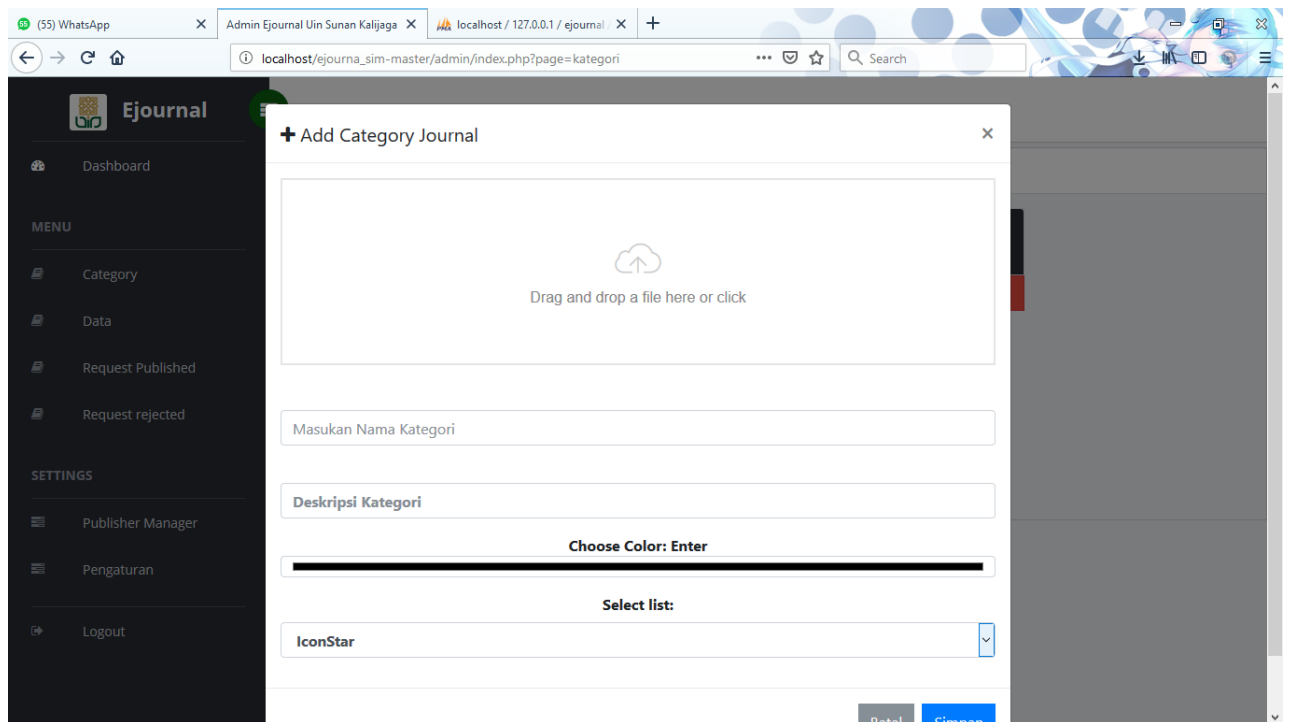 (55) WhatsApp
Admin Ejournal Uin Sunan Kalijaga
localhost / 127.0.0.1 / ejournal /
localhost/ejourna_sim-master/admin/index.php?page=kategori
Search
Ejournal
Dashboard
MENU
Category
Data
Request Published
Request rejected
SETTINGS
Publisher Manager
Pengaturan
Logout
Add Category Journal
Drag and drop a file here or click
Masukan Nama Kategori
Deskripsi Kategori
Choose Color: Enter
Select list:
IconStar
Batal Simpan